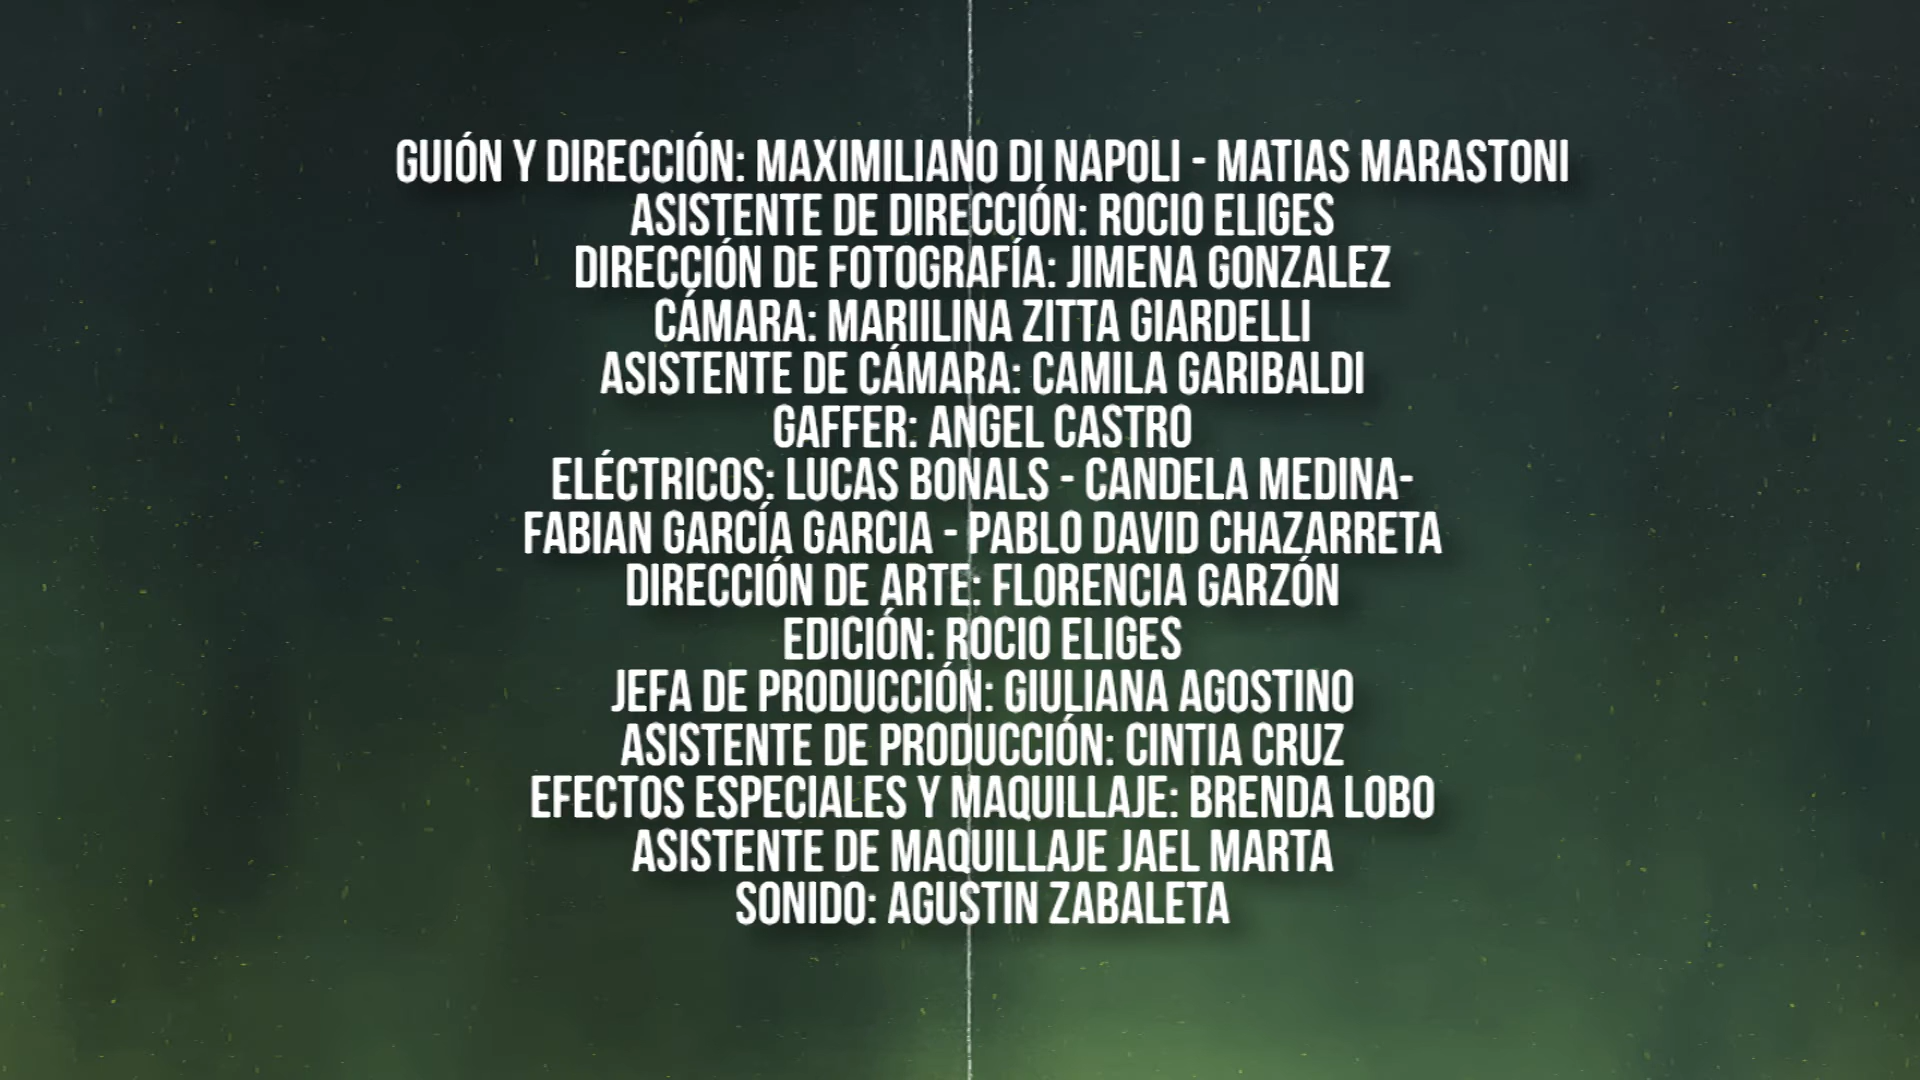 GUIÓN Y DIRECCIÓN: MAXIMILIANO DI NAPOLI - MATIAS MARASTONI
ASISTENTE DE DIRECCIÓN: ROCIO ELIGES
DIRECCIÓN DE FOTOGRAFÍA: JIMENA GONZALEZ
CÁMARA: MARIILINA ZITTA GIARDELLI
ASISTENTE DE CÁMARA: CAMILA GARIBALDI
GAFFER: ANGEL CASTRO
ELÉCTRICOS: LUCAS BONALS - CANDELA MEDINA-
FABIAN GARCÍA GARCIA - PABLO DAVID CHAZARRETA
DIRECCIÓN DE ARTE: FLORENCIA GARZÓN
EDICIÓN: ROCIO ELIGES
JEFA DE PRODUCCIÓN: GIULIANA AGOSTINO
ASISTENTE DE PRODUCCIÓN: CINTIA CRUZ
EFECTOS ESPECIALES Y MAQUILLAJE: BRENDA LOBO
ASISTENTE DE MAQUILLAJE JAEL MARTA
SONIDO: AGUSTIN ZABALETA